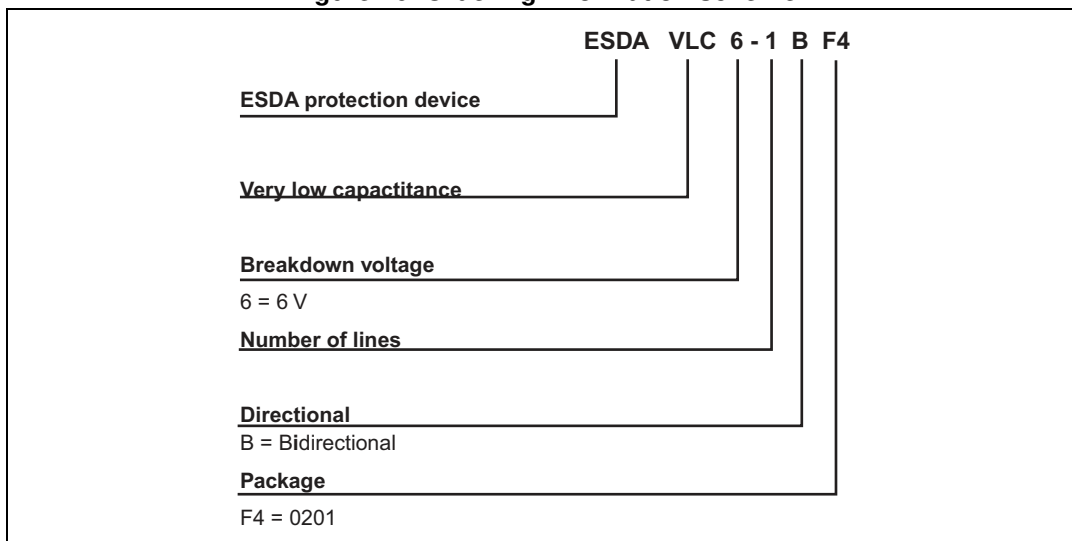 ESDA VLC 6 - 1 B F4
ESDA protection device
Very low capactitance
Breakdown voltage
6 = 6 V
Number of lines
Directional
B = Bidirectional
Package
F4 = 0201